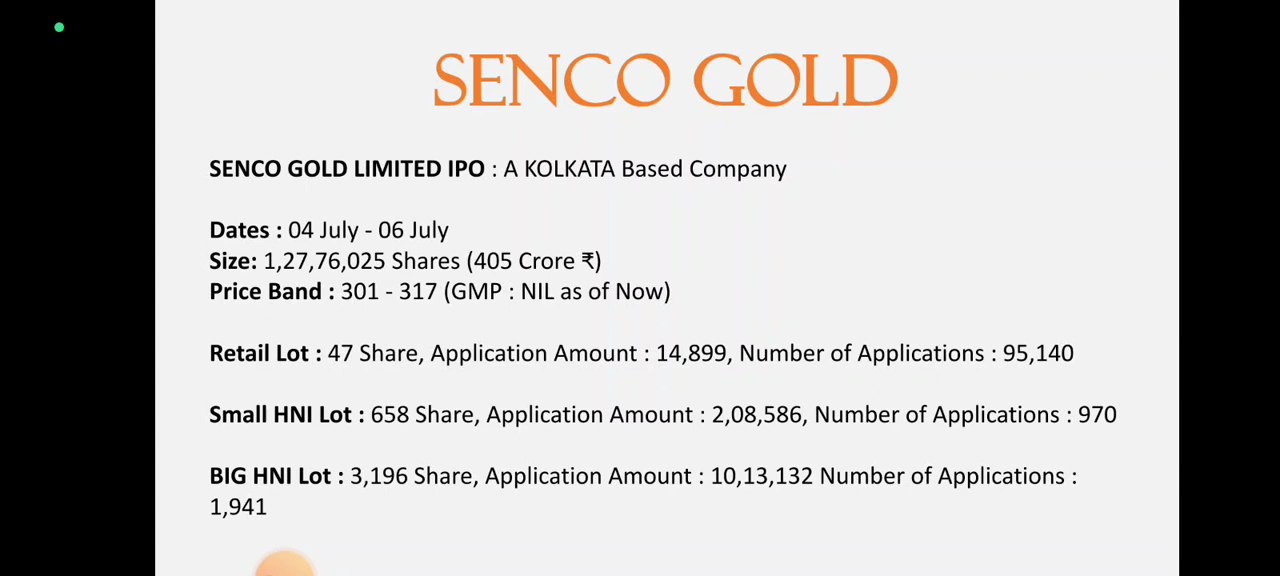 SENCO GOLD
SENCO GOLD LIMITED IPO : A KOLKATA Based Company
Dates : 04 July - 06 July
Size: 1,27,76,025 Shares (405 Crore ₹)
Price Band : 301 - 317 (GMP : NIL as of Now)
Retail Lot : 47 Share, Application Amount : 14,899, Number of Applications : 95,140
Small HNI Lot : 658 Share, Application Amount : 2,08,586, Number of Applications : 970
BIG HNI Lot : 3,196 Share, Application Amount : 10,13,132 Number of Applications :
1,941